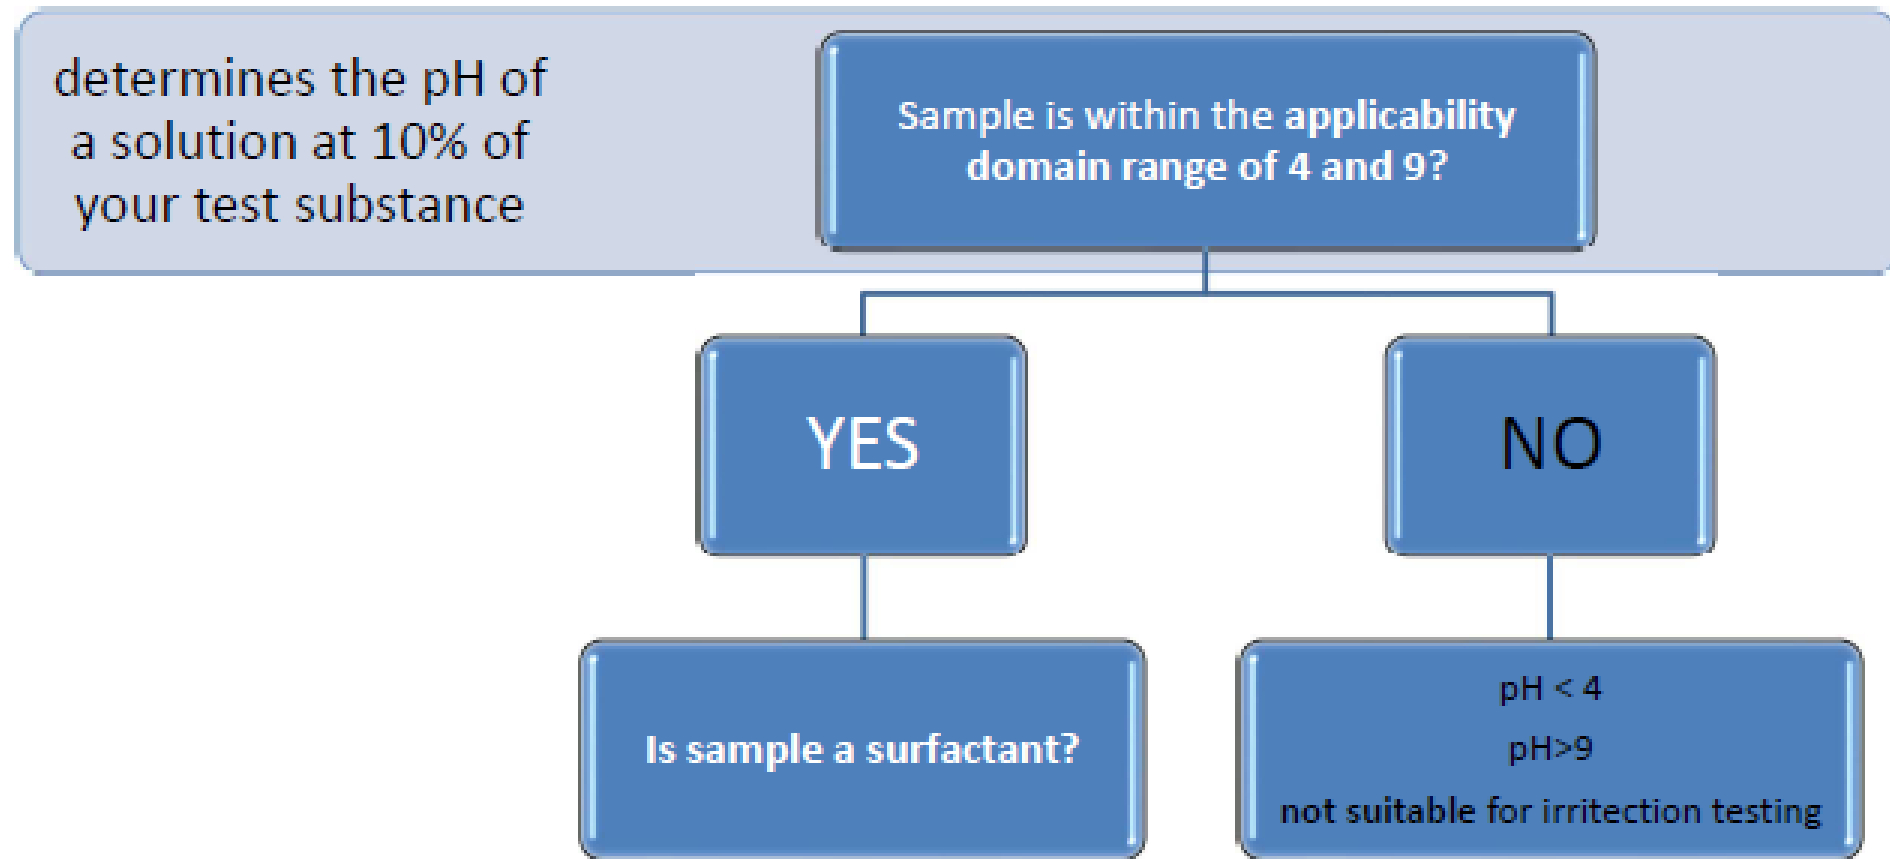 determines the pH of
a solution at 10% of
your test substance
Sample is within the applicability
domain range of 4 and 9?
YES
NO
Is sample a surfactant?
pH < 4
pH>9
not suitable for irritection testing